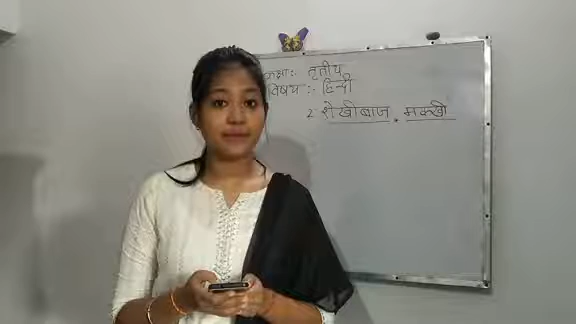 कक्षा:- तृतीय
विषय:- हिन्दी
2. शेखीबाज मक्खी